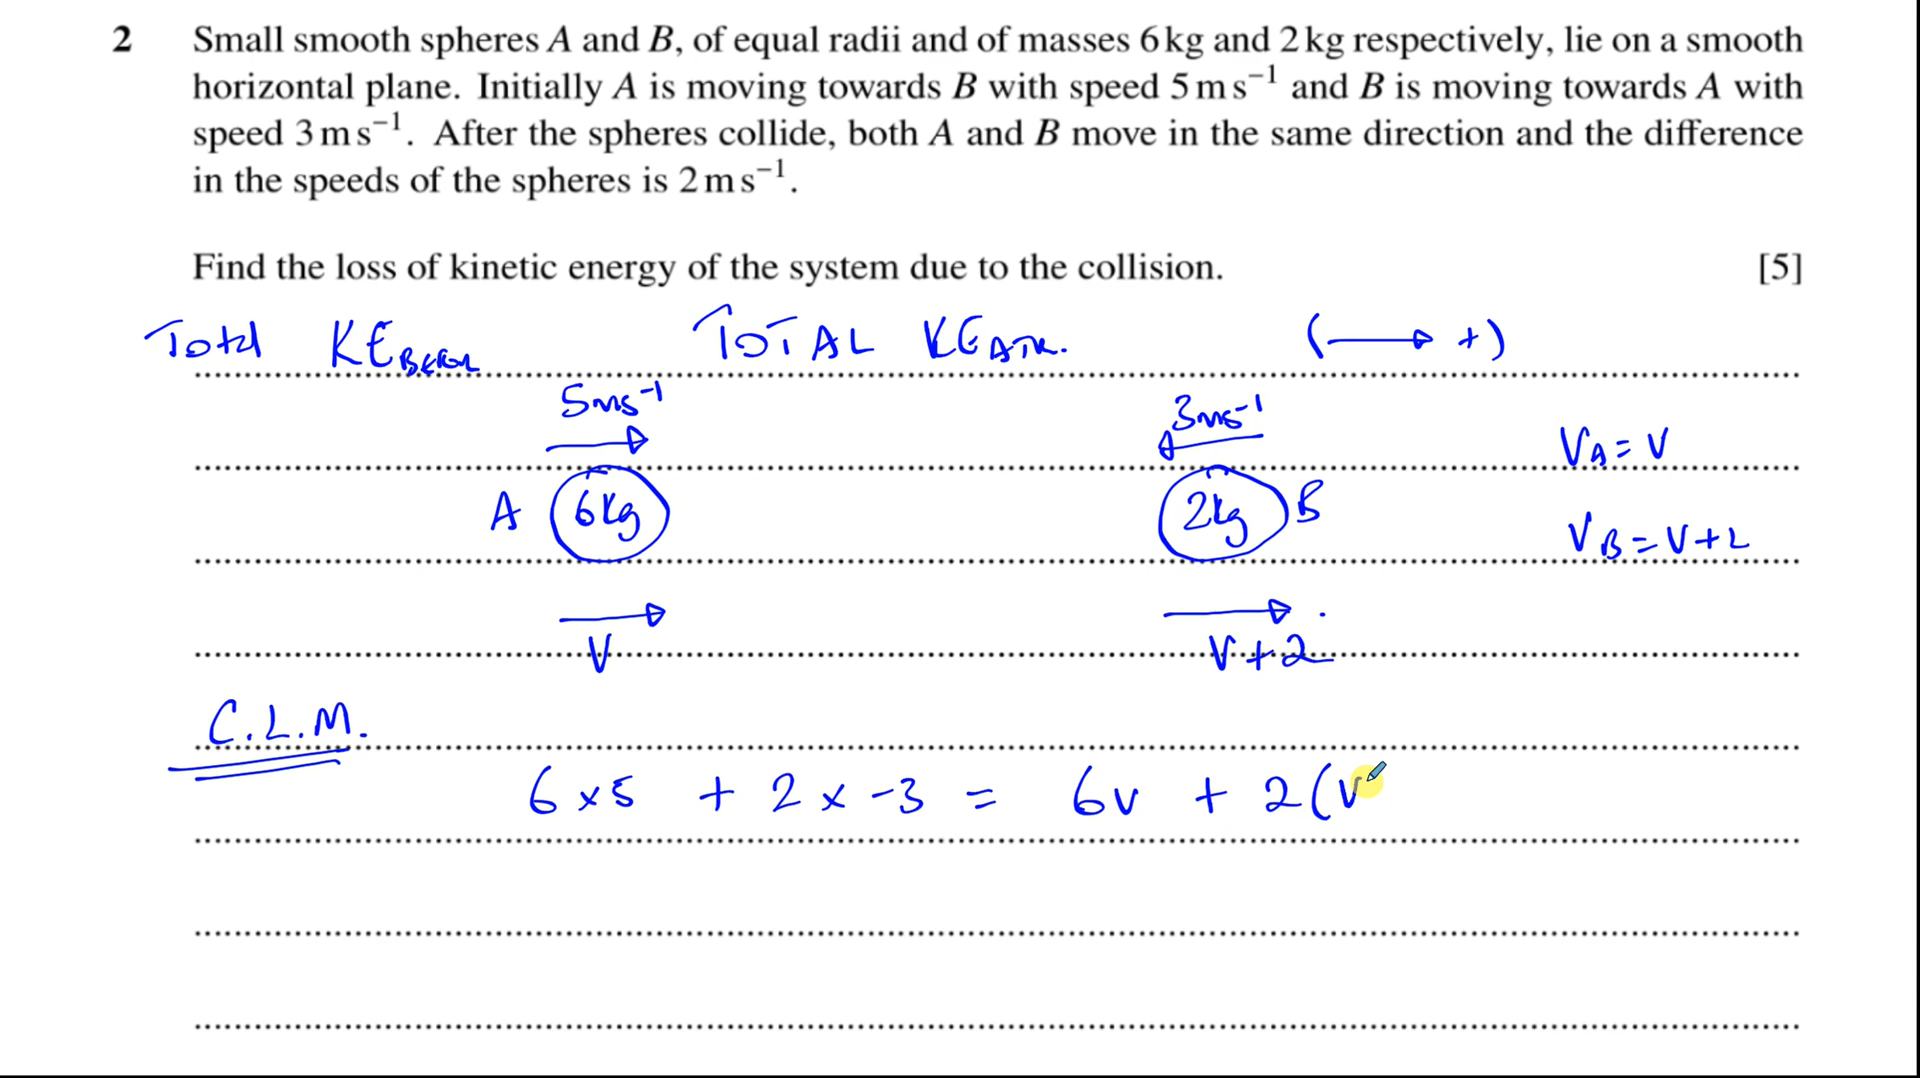 2 Small smooth spheres A and B, of equal radii and of masses 6 kg and 2 kg respectively, lie on a smooth
horizontal plane. Initially A is moving towards B with speed 5 m s⁻¹ and B is moving towards A with
speed 3 m s⁻¹. After the spheres collide, both A and B move in the same direction and the difference
in the speeds of the spheres is 2 m s⁻¹.
Find the loss of kinetic energy of the system due to the collision. [5]
Total KE TOTAL KE (→ +)
5ms⁻¹ 3ms⁻¹
V_A = V
A 6kg 2kg B
V_B = V+2
V V+2
C.L.M.
6 x 5 + 2 x -3 = 6v + 2(v